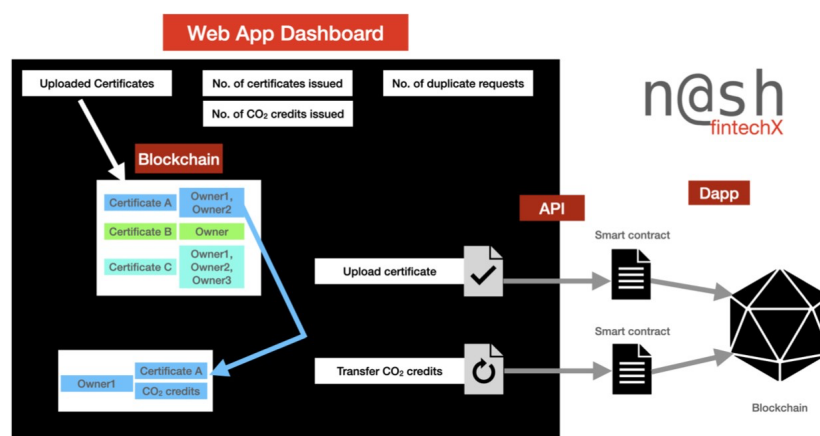 Web App Dashboard
Uploaded Certificates
No. of certificates issued
No. of duplicate requests
No. of CO₂ credits issued
n@sh
fintechX
Blockchain
Certificate A
Owner1,
Owner2
Certificate B
Owner
Certificate C
Owner1,
Owner2,
Owner3
API
Dapp
Smart contract
Upload certificate
Smart contract
Transfer CO₂ credits
Owner1
Certificate A
CO₂ credits
Blockchain